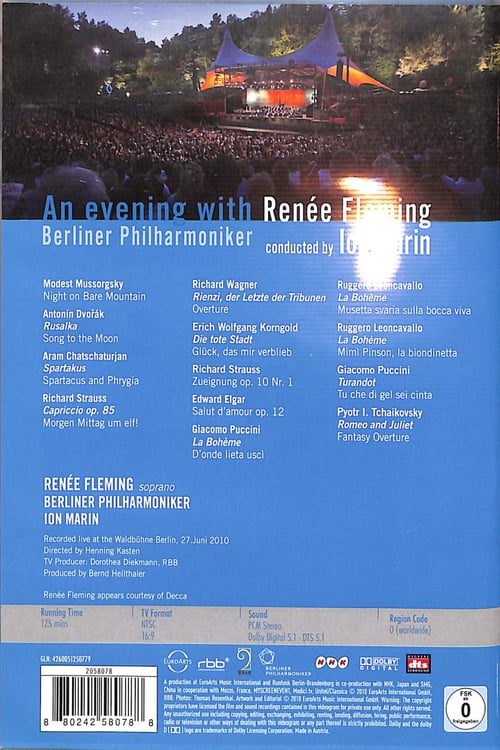 An evening with Renée Fleming
Berliner Philharmoniker conducted by Ion Marin
Modest Mussorgsky
Night on Bare Mountain
Antonín Dvořák
Rusalka
Song to the Moon
Aram Chatschaturjan
Spartakus
Spartacus and Phrygia
Richard Strauss
Capriccio op. 85
Morgen Mittag um elf!
Richard Wagner
Rienzi, der Letzte der Tribunen
Overture
Erich Wolfgang Korngold
Die tote Stadt
Glück, das mir verblieb
Richard Strauss
Zueignung op. 10 Nr. 1
Edward Elgar
Salut d'amour op. 12
Giacomo Puccini
La Bohème
D'onde lieta uscì
Ruggero Leoncavallo
La Bohème
Musetta svaria sulla bocca viva
Ruggero Leoncavallo
La Bohème
Mimì Pinson, la biondinetta
Giacomo Puccini
Turandot
Tu che di gel sei cinta
Pyotr I. Tchaikovsky
Romeo and Juliet
Fantasy Overture
RENÉE FLEMING soprano
BERLINER PHILHARMONIKER
ION MARIN
Recorded live at the Waldbühne Berlin, 27.Juni 2010
Directed by Henning Kasten
TV Producer: Dorothea Diekmann, RBB
Produced by Bernd Hellthaler
Renée Fleming appears courtesy of Decca
Running Time
125 mins
TV Format
NTSC
16:9
Sound
PCM Stereo
Dolby Digital 5.1 - DTS 5.1
Region Code
0 (worldwide)
GLN: 4260051250779
2058078
8 80242 58078 8
EUROARTS
rbb
BERLINER
PHILHARMONIKER
NHK
DOLBY
DIGITAL
DIGITAL
dts
SURROUND
FSK
ab
0
freigegeben
A production of EuroArts Music International and Rundfunk Berlin-Brandenburg in co-production with NHK, Japan and SMG,
China in cooperation with Mezzo, France, MYSCREENEVENT, Medici.tv, Unitel/Classica © 2010 EuroArts Music International GmbH,
RBB. Photos: Thomas Rosenthal. Artwork and Editorial © 2010 EuroArts Music International GmbH. Warning: The copyright
proprietors have licensed the film and sound recordings contained in this videogram for private use only. All other rights reserved.
Any unauthorized use including copying, editing, exchanging, exhibiting, renting, lending, diffusion, hiring, public performance,
radio or television or other ways of dealing with this videogram or any part thereof is strictly prohibited. Dolby and the double
D logo are trademarks of Dolby Licensing Corporation. Made in Austria.